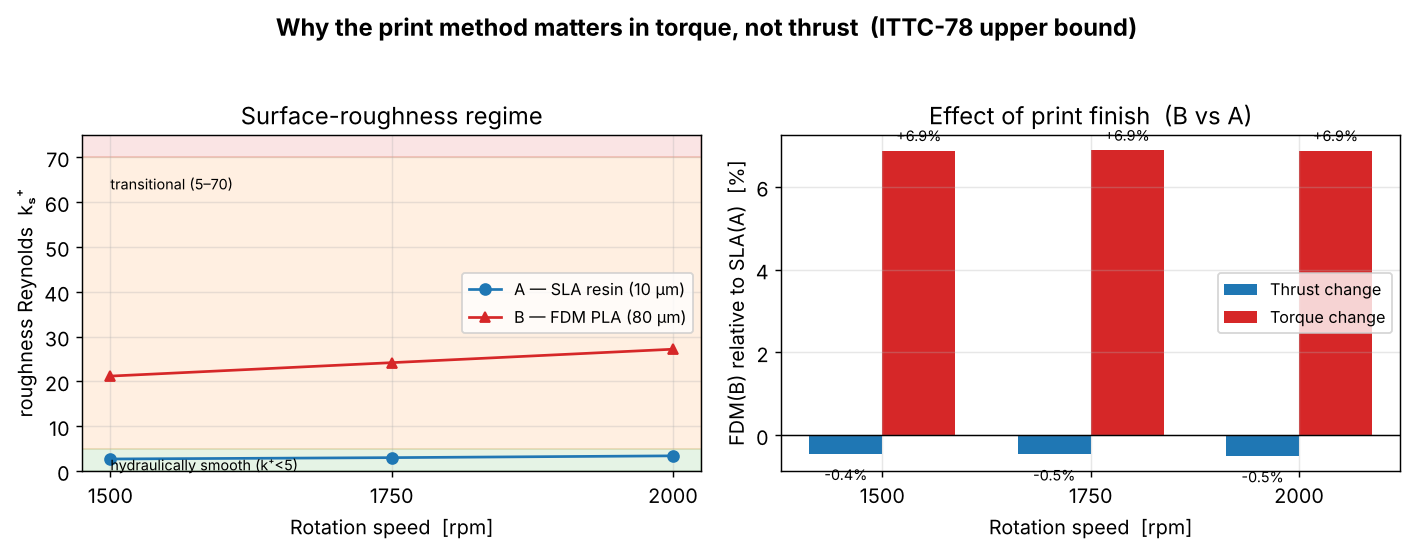 Why the print method matters in torque, not thrust (ITTC-78 upper bound)
Surface-roughness regime
roughness Reynolds kₛ⁺
70
60
50
40
30
20
10
0
transitional (5–70)
hydraulically smooth (k⁺<5)
A — SLA resin (10 µm)
B — FDM PLA (80 µm)
1500
1750
2000
Rotation speed [rpm]
Effect of print finish (B vs A)
FDM(B) relative to SLA(A) [%]
6
4
2
0
+6.9%
+6.9%
+6.9%
Thrust change
Torque change
-0.4%
-0.5%
-0.5%
1500
1750
2000
Rotation speed [rpm]